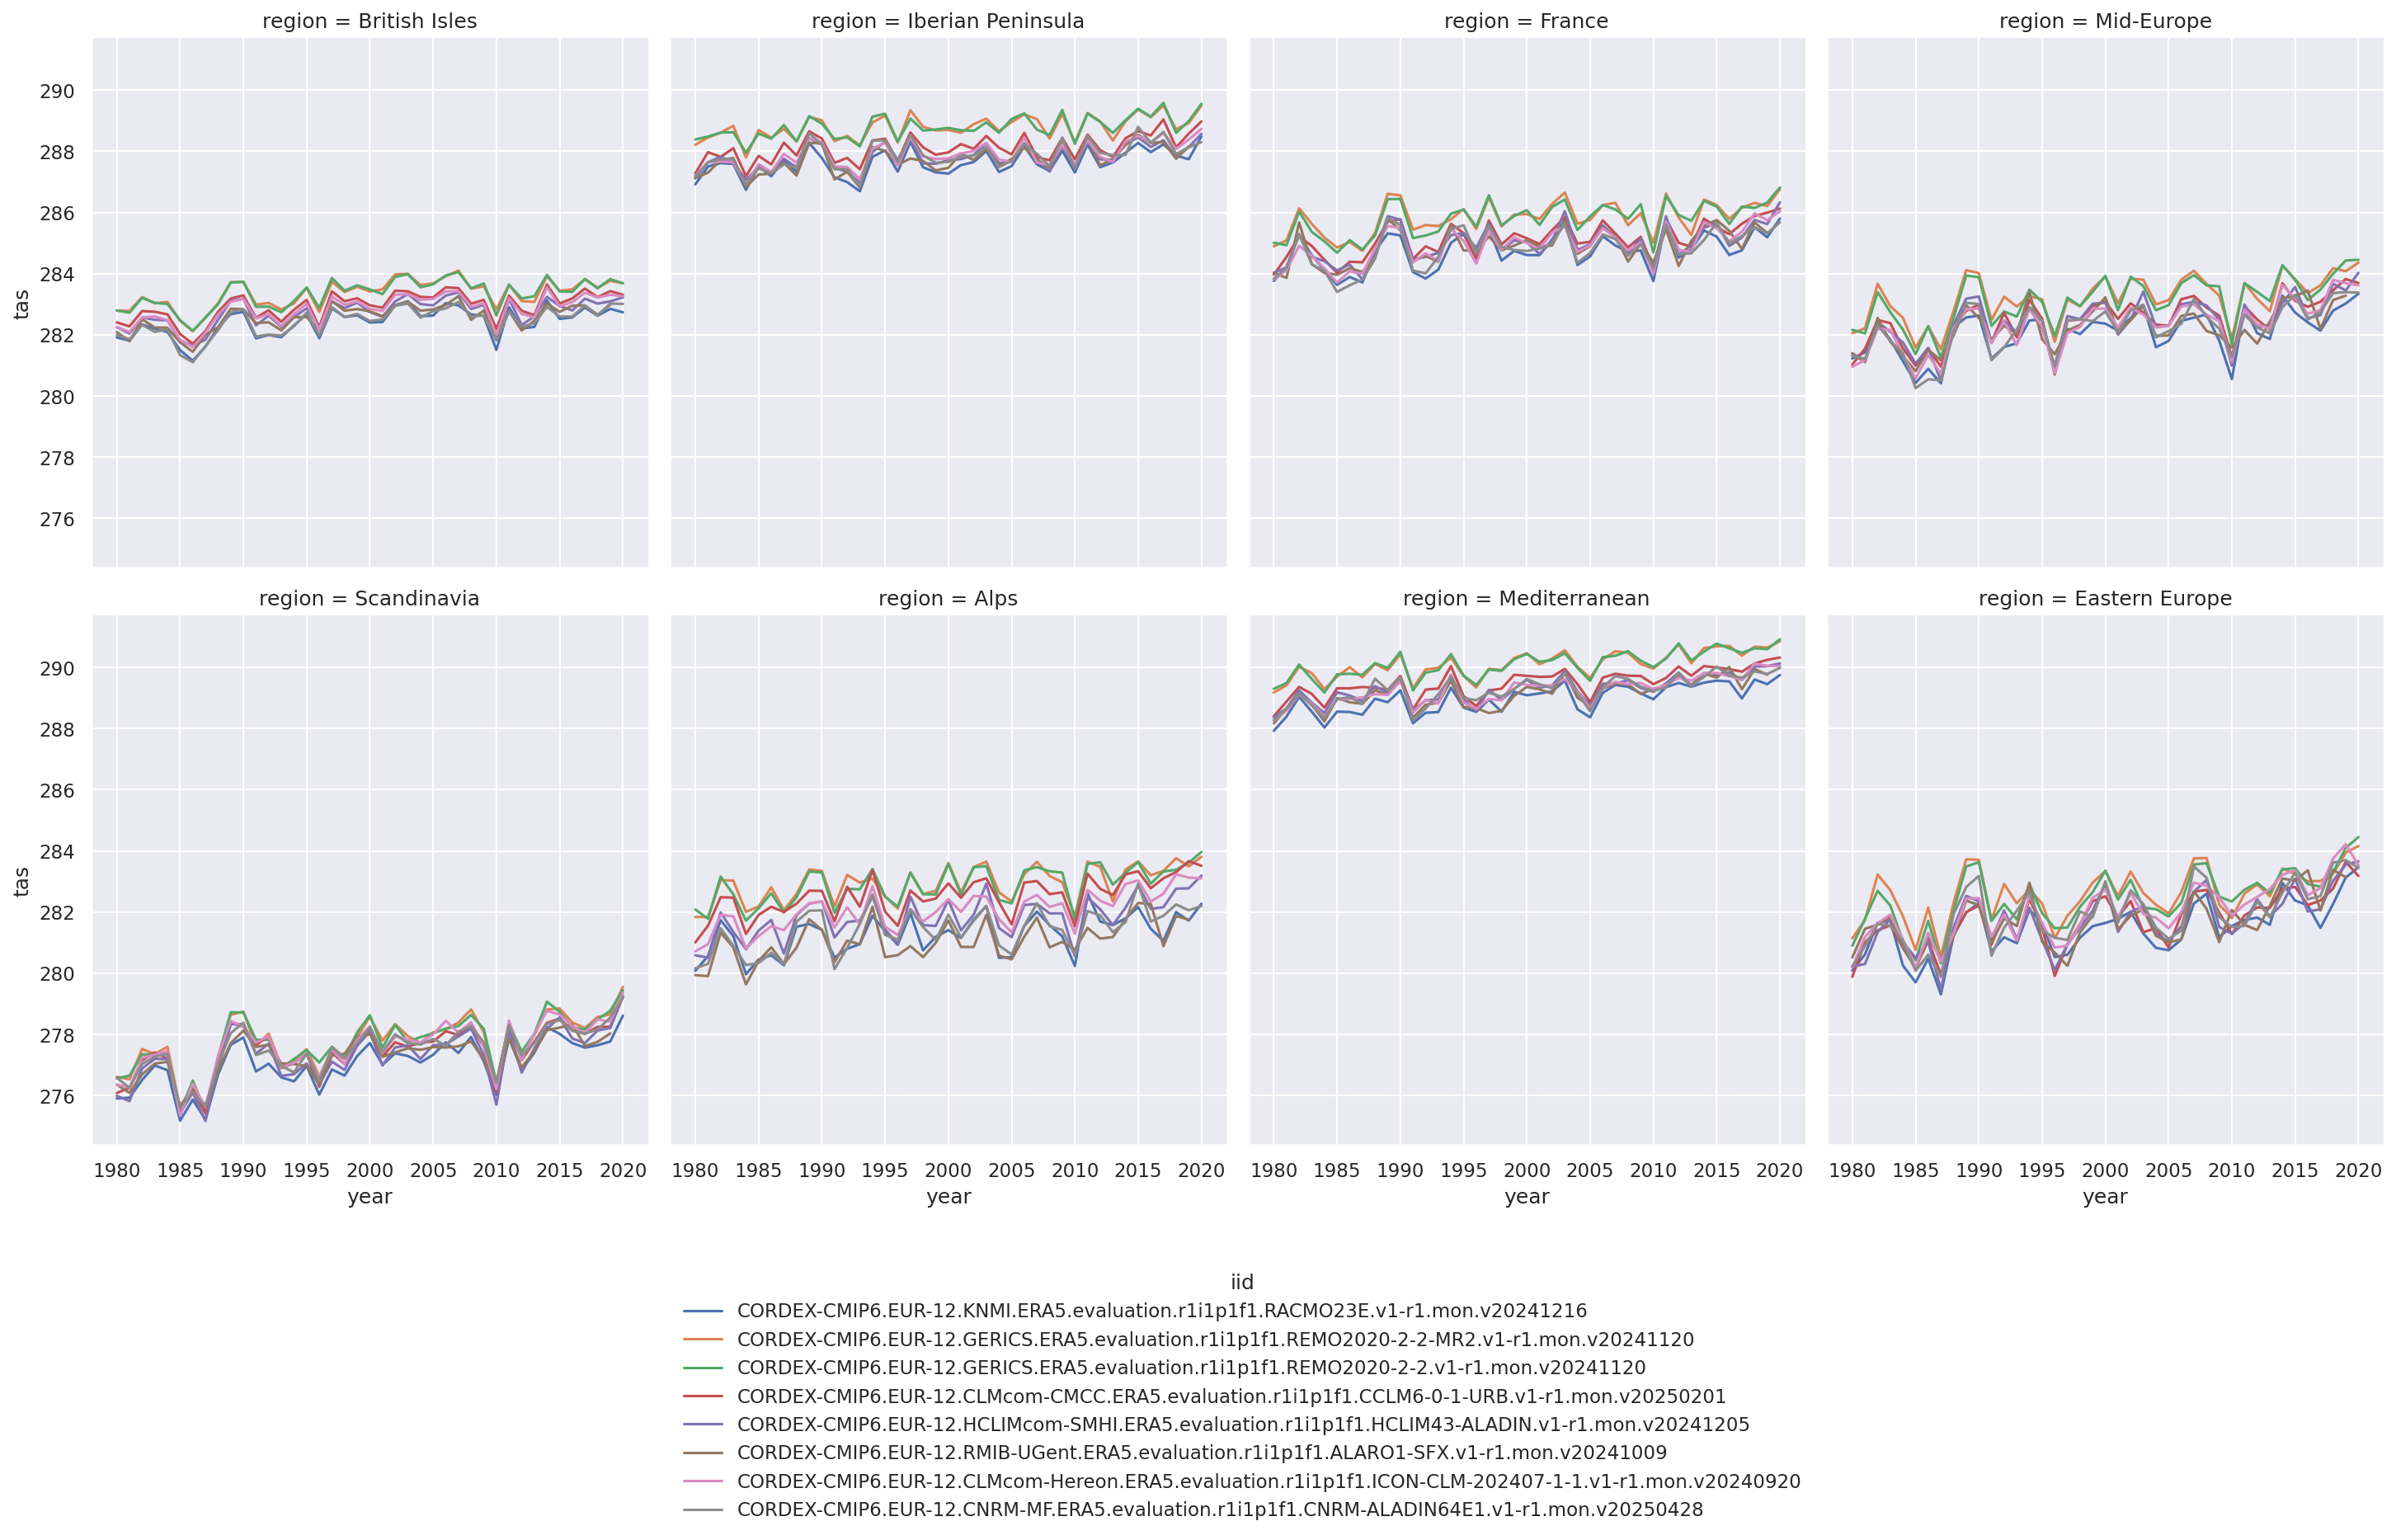 region = British Isles
region = Iberian Peninsula
region = France
region = Mid-Europe
tas
290
288
286
284
282
280
278
276
region = Scandinavia
region = Alps
region = Mediterranean
region = Eastern Europe
tas
290
288
286
284
282
280
278
276
1980 1985 1990 1995 2000 2005 2010 2015 2020
1980 1985 1990 1995 2000 2005 2010 2015 2020
1980 1985 1990 1995 2000 2005 2010 2015 2020
1980 1985 1990 1995 2000 2005 2010 2015 2020
year
year
year
year
iid
CORDEX-CMIP6.EUR-12.KNMI.ERA5.evaluation.r1i1p1f1.RACMO23E.v1-r1.mon.v20241216
CORDEX-CMIP6.EUR-12.GERICS.ERA5.evaluation.r1i1p1f1.REMO2020-2-2-MR2.v1-r1.mon.v20241120
CORDEX-CMIP6.EUR-12.GERICS.ERA5.evaluation.r1i1p1f1.REMO2020-2-2.v1-r1.mon.v20241120
CORDEX-CMIP6.EUR-12.CLMcom-CMCC.ERA5.evaluation.r1i1p1f1.CCLM6-0-1-URB.v1-r1.mon.v20250201
CORDEX-CMIP6.EUR-12.HCLIMcom-SMHI.ERA5.evaluation.r1i1p1f1.HCLIM43-ALADIN.v1-r1.mon.v20241205
CORDEX-CMIP6.EUR-12.RMIB-UGent.ERA5.evaluation.r1i1p1f1.ALARO1-SFX.v1-r1.mon.v20241009
CORDEX-CMIP6.EUR-12.CLMcom-Hereon.ERA5.evaluation.r1i1p1f1.ICON-CLM-202407-1-1.v1-r1.mon.v20240920
CORDEX-CMIP6.EUR-12.CNRM-MF.ERA5.evaluation.r1i1p1f1.CNRM-ALADIN64E1.v1-r1.mon.v20250428